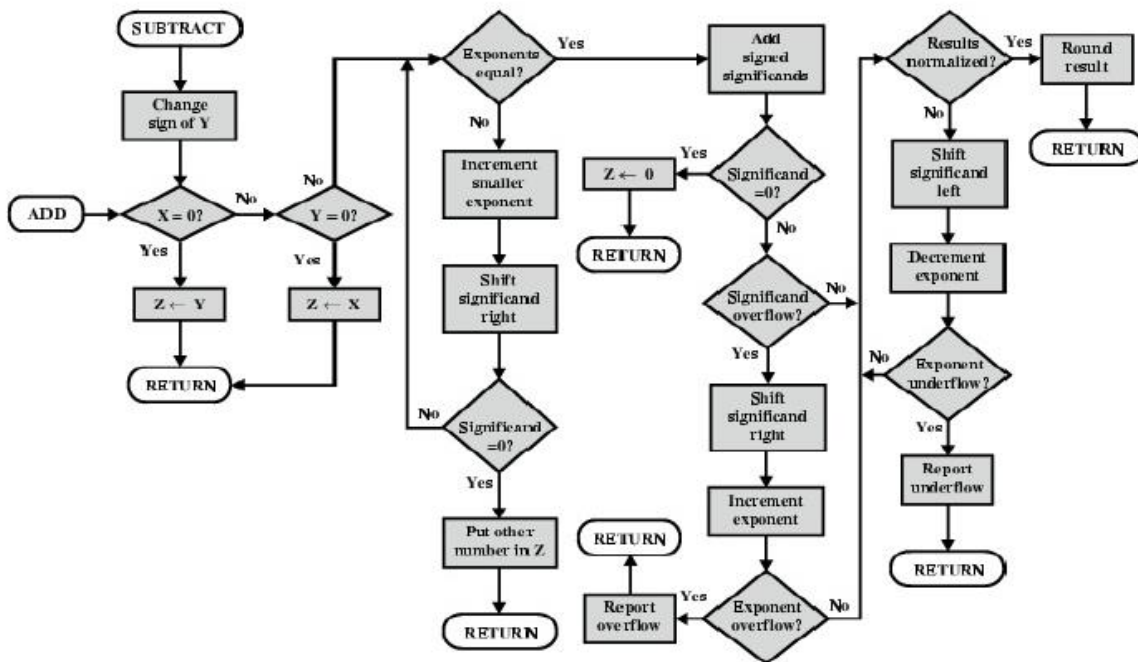 SUBTRACT
Change
sign of Y
ADD
X = 0?
No
Yes
Z ← Y
RETURN
Y = 0?
No
Yes
Z ← X
Exponents
equal?
Yes
No
Increment
smaller
exponent
Shift
significand
right
Significand
=0?
No
Yes
Put other
number in Z
RETURN
Add
signed
significands
Significand
=0?
Yes
Z ← 0
RETURN
No
Significand
overflow?
No
Yes
Shift
significand
right
Increment
exponent
Exponent
overflow?
Yes
Report
overflow
RETURN
No
Results
normalized?
Yes
Round
result
RETURN
No
Shift
significand
left
Decrement
exponent
Exponent
underflow?
No
Yes
Report
underflow
RETURN